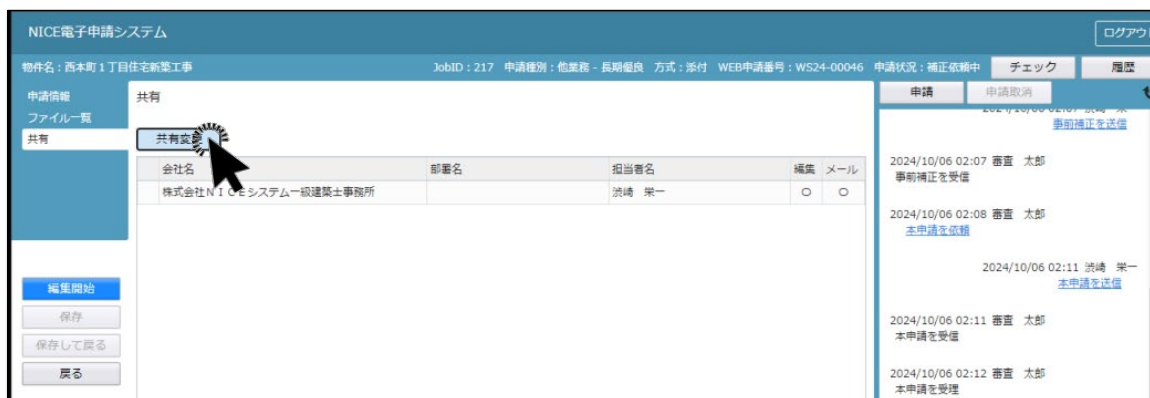 NICE電子申請システム
ログアウ
物件名：西本町１丁目住宅新築工事 JobID：217 申請種別：他業務 - 長期優良 方式：添付 WEB申請番号：WS24-00046 申請状況：補正依頼中 チェック 履歴
申請情報
ファイル一覧
共有
共有
共有変
会社名 部署名 担当者名 編集 メール
株式会社ＮＩＣＥシステム一級建築士事務所 渋崎 栄一 ○ ○
編集開始
保存
保存して戻る
戻る
申請 申請取消
事前補正を送信
2024/10/06 02:07 審査 太郎
事前補正を受信
2024/10/06 02:08 審査 太郎
本申請を依頼
2024/10/06 02:11 渋崎 栄一
本申請を送信
2024/10/06 02:11 審査 太郎
本申請を受信
2024/10/06 02:12 審査 太郎
本申請を受理